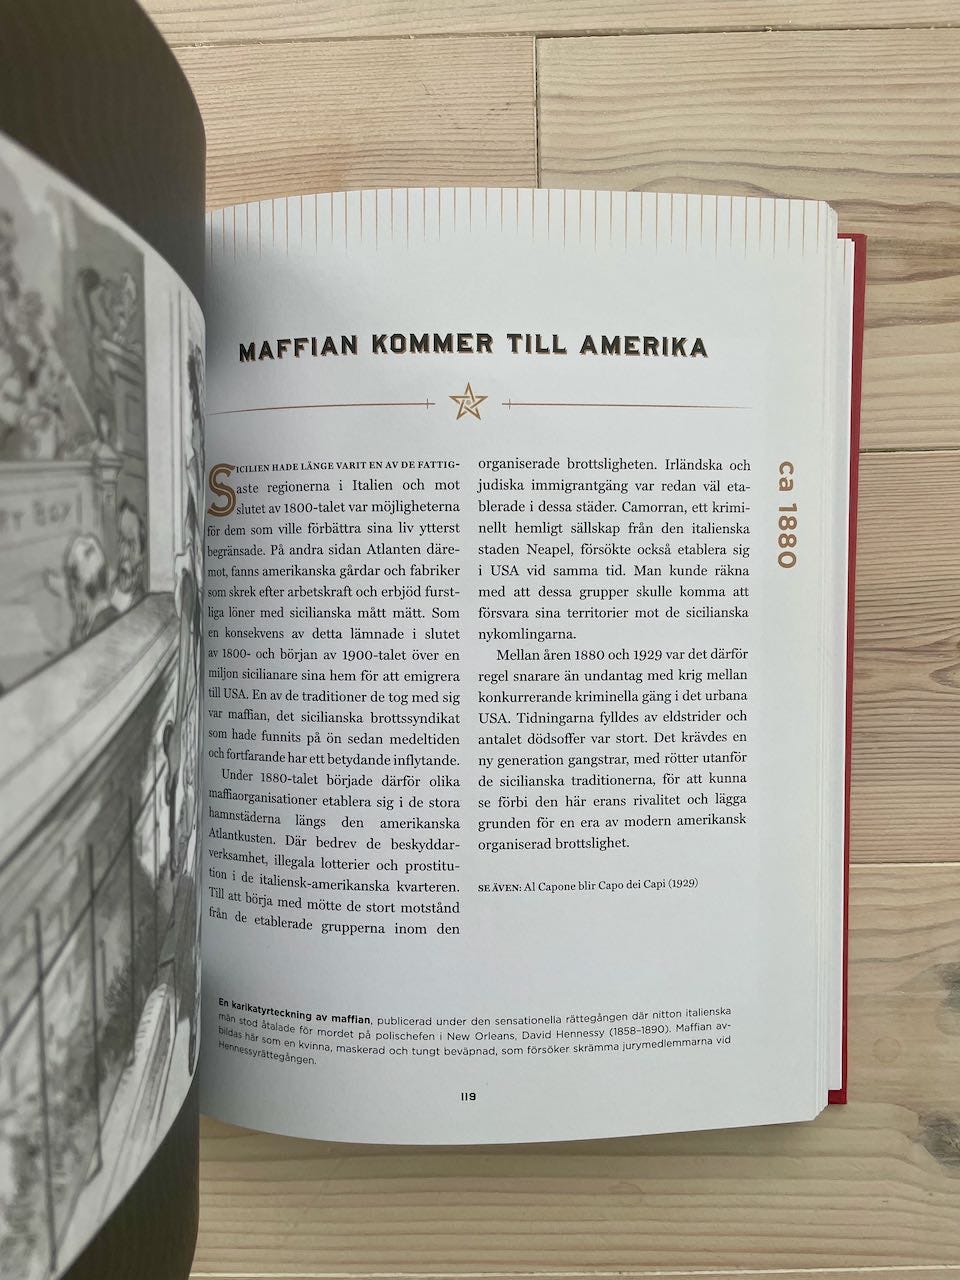 MAFFIAN KOMMER TILL AMERIKA
SICILIEN HADE LÄNGE VARIT EN AV DE FATTIG-
aste regionerna i Italien och mot
slutet av 1800-talet var möjligheterna
för dem som ville förbättra sina liv ytterst
begränsade. På andra sidan Atlanten däre-
mot, fanns amerikanska gårdar och fabriker
som skrek efter arbetskraft och erbjöd furst-
liga löner med sicilianska mått mätt. Som
en konsekvens av detta lämnade i slutet
av 1800- och början av 1900-talet över en
miljon sicilianare sina hem för att emigrera
till USA. En av de traditioner de tog med sig
var maffian, det sicilianska brottssyndikat
som hade funnits på ön sedan medeltiden
och fortfarande har ett betydande inflytande.
Under 1880-talet började därför olika
maffiaorganisationer etablera sig i de stora
hamnstäderna längs den amerikanska
Atlantkusten. Där bedrev de beskyddar-
verksamhet, illegala lotterier och prostitu-
tion i de italiensk-amerikanska kvarteren.
Till att börja med mötte de stort motstånd
från de etablerade grupperna inom den
organiserade brottsligheten. Irländska och
judiska immigrantgäng var redan väl eta-
blerade i dessa städer. Camorran, ett krimi-
nellt hemligt sällskap från den italienska
staden Neapel, försökte också etablera sig
i USA vid samma tid. Man kunde räkna
med att dessa grupper skulle komma att
försvara sina territorier mot de sicilianska
nykomlingarna.
Mellan åren 1880 och 1929 var det därför
regel snarare än undantag med krig mellan
konkurrerande kriminella gäng i det urbana
USA. Tidningarna fylldes av eldstrider och
antalet dödsoffer var stort. Det krävdes en
ny generation gangstrar, med rötter utanför
de sicilianska traditionerna, för att kunna
se förbi den här erans rivalitet och lägga
grunden för en era av modern amerikansk
organiserad brottslighet.
SE ÄVEN: Al Capone blir Capo dei Capi (1929)
ca 1880
En karikatyrteckning av maffian, publicerad under den sensationella rättegången där nitton italienska
män stod åtalade för mordet på polischefen i New Orleans, David Hennessy (1858–1890). Maffian av-
bildas här som en kvinna, maskerad och tungt beväpnad, som försöker skrämma jurymedlemmarna vid
Hennessyrättegången.
119